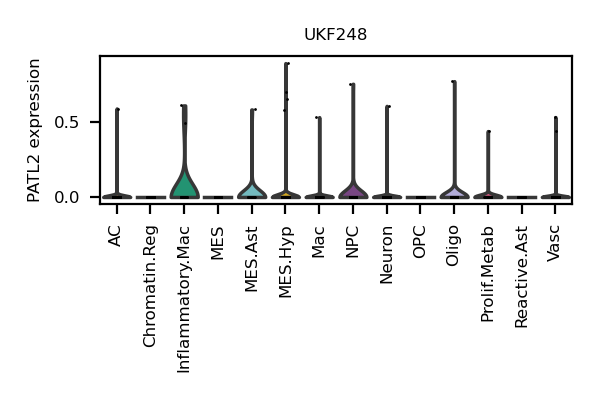 UKF248
PATL2 expression
0.5
0.0
AC
Chromatin.Reg
Inflammatory.Mac
MES
MES.Ast
MES.Hyp
Mac
NPC
Neuron
OPC
Oligo
Prolif.Metab
Reactive.Ast
Vasc